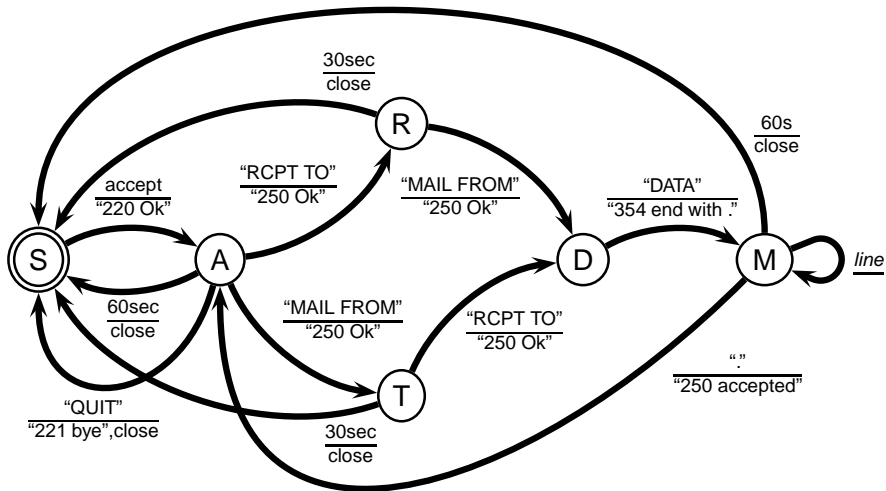 30sec
close
R
60s
close
accept
“220 Ok”
“RCPT TO”
“250 Ok”
“MAIL FROM”
“250 Ok”
“DATA”
“354 end with .”
S
A
D
M
line
60sec
close
“MAIL FROM”
“250 Ok”
“RCPT TO”
“250 Ok”
“.”
“250 accepted”
“QUIT”
“221 bye”,close
T
30sec
close